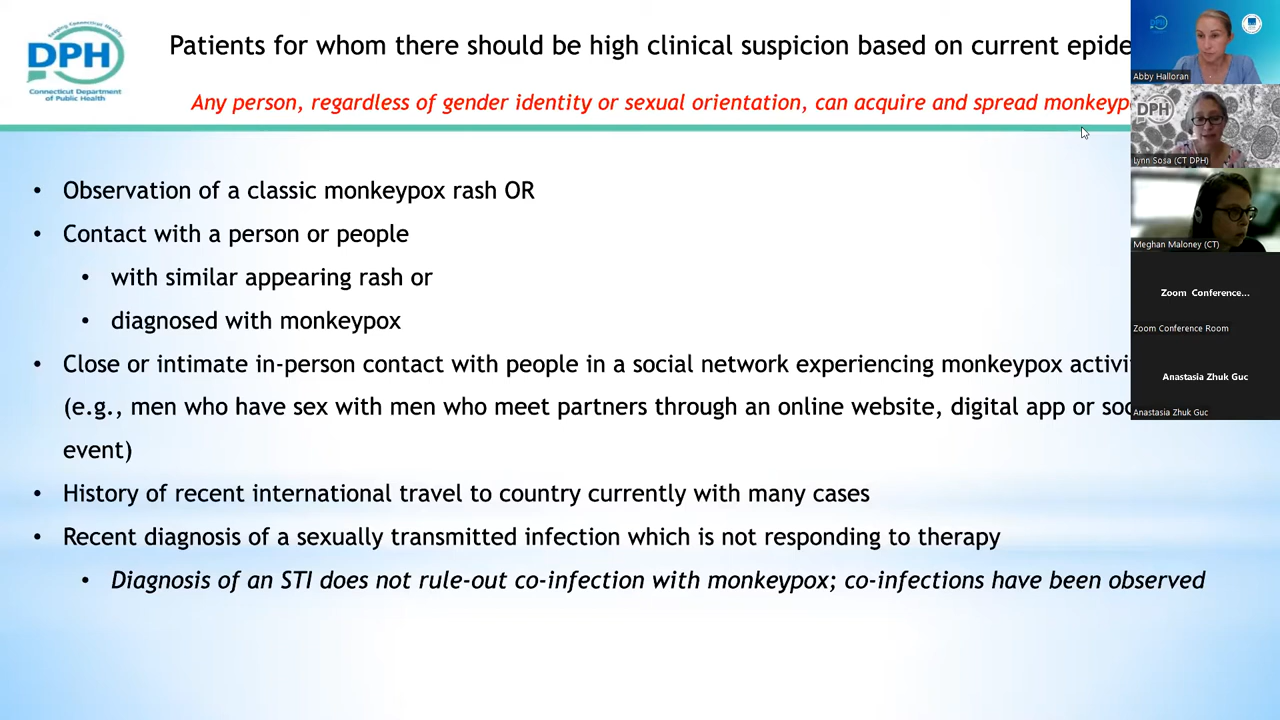 Keeping Connecticut Healthy
DPH
Connecticut Department
of Public Health
Patients for whom there should be high clinical suspicion based on current
Any person, regardless of gender identity or sexual orientation, can acquire and spread
• Observation of a classic monkeypox rash OR
• Contact with a person or people
• with similar appearing rash or
• diagnosed with monkeypox
• Close or intimate in-person contact with people in a social network experiencing monkeypox
(e.g., men who have sex with men who meet partners through an online website, digital app or
event)
• History of recent international travel to country currently with many cases
• Recent diagnosis of a sexually transmitted infection which is not responding to therapy
• Diagnosis of an STI does not rule-out co-infection with monkeypox; co-infections have been observed
DPH
Abby Halloran
DPH
Lynn Sosa (CT DPH)
Meghan Maloney (CT)
Zoom Conference...
Zoom Conference Room
Anastasia Zhuk Guc
Anastasia Zhuk Guc